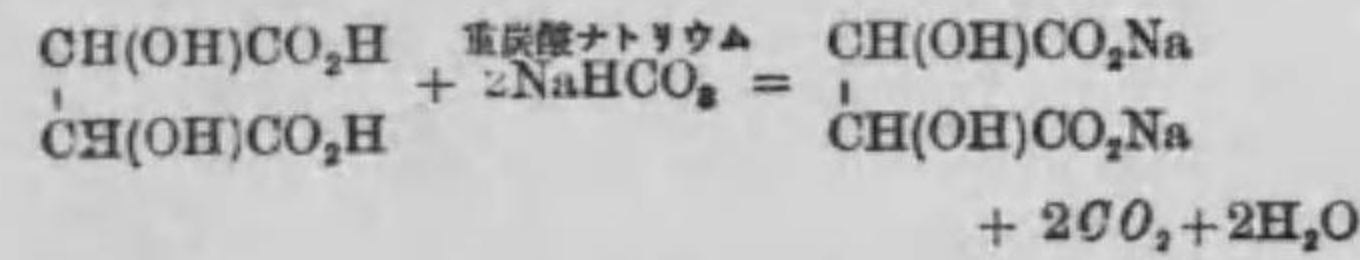 CH(OH)CO₂H 重炭酸ナトリウム CH(OH)CO₂Na
+ 2NaHCO₃ =
CH(OH)CO₂H CH(OH)CO₂Na
+ 2CO₂+2H₂O